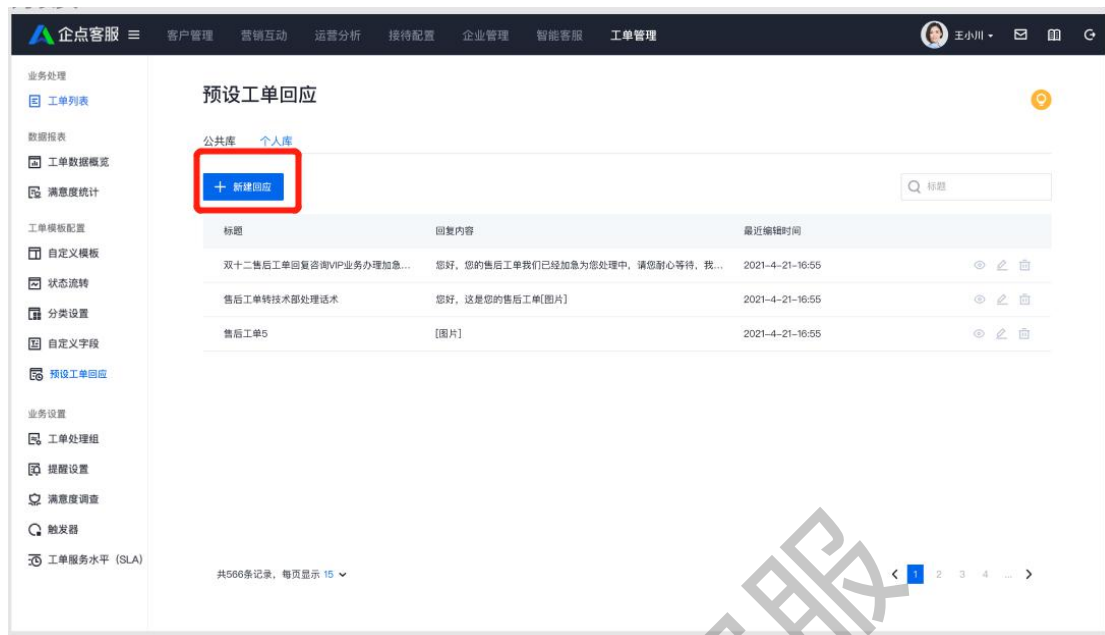 企点客服 客户管理 营销互动 运营分析 接待配置 企业管理 智能客服 工单管理 王小川
业务处理
工单列表
数据报表
工单数据概览
满意度统计
工单模板配置
自定义模板
状态流转
分类设置
自定义字段
预设工单回应
业务设置
工单处理组
提醒设置
满意度调查
触发器
工单服务水平（SLA）
预设工单回应
公共库 个人库
新建回应
标题
标题 回复内容 最近编辑时间
双十二售后工单回复咨询VIP业务办理加急... 您好，您的售后工单我们已经加急为您处理中，请您耐心等待，我... 2021-4-21-16:55
售后工单转技术部处理话术 您好，这是您的售后工单[图片] 2021-4-21-16:55
售后工单5 [图片] 2021-4-21-16:55
共566条记录，每页显示 15
1 2 3 4 ...
客服